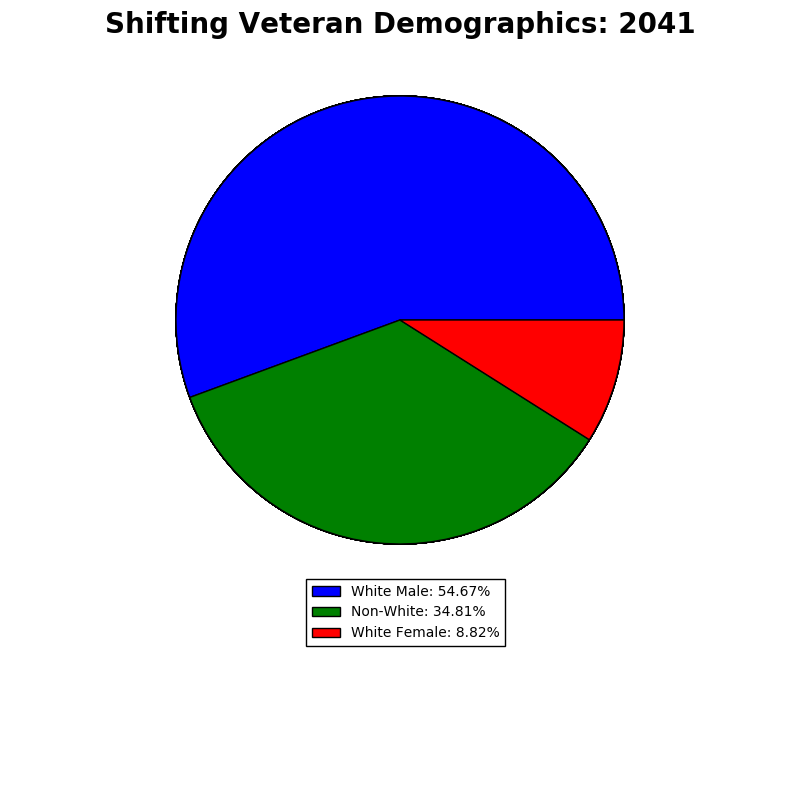 Shifting Veteran Demographics: 2041
White Male: 54.67%
Non-White: 34.81%
White Female: 8.82%